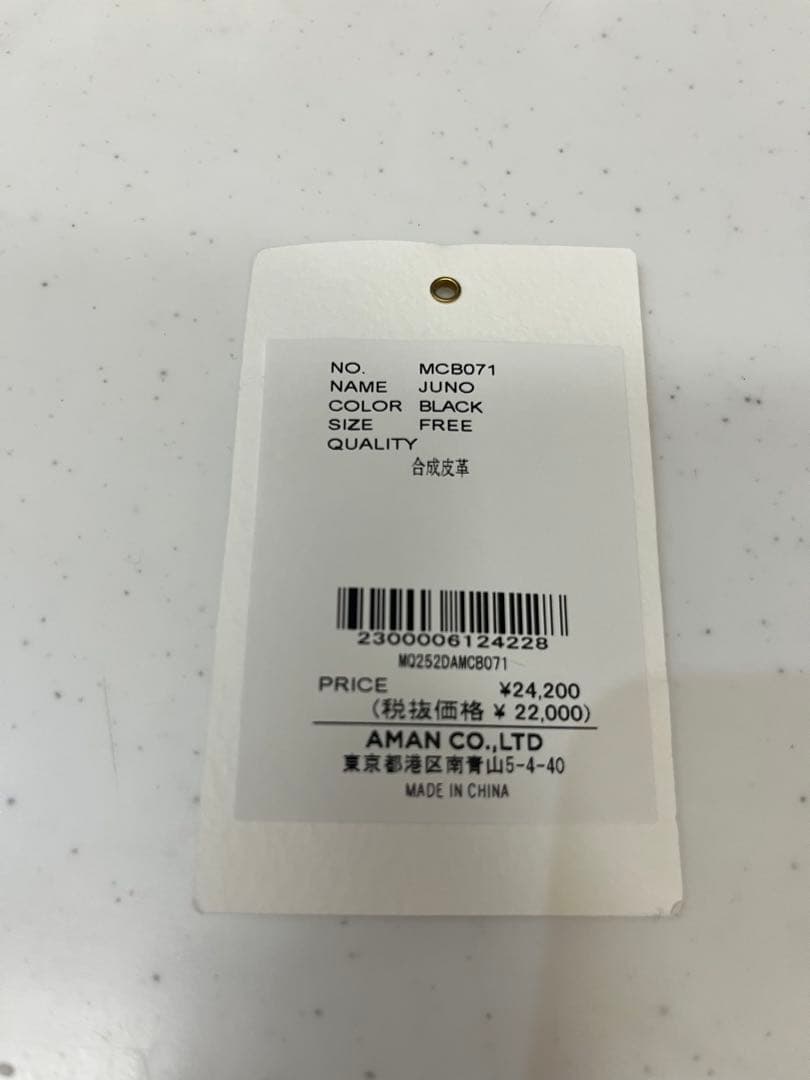 NO. MCB071
NAME JUNO
COLOR BLACK
SIZE FREE
QUALITY
合成皮革
2300006124228
MQ252DAMCB071
PRICE ¥24,200
(税抜価格 ¥ 22,000)
AMAN CO.,LTD
東京都港区南青山5-4-40
MADE IN CHINA